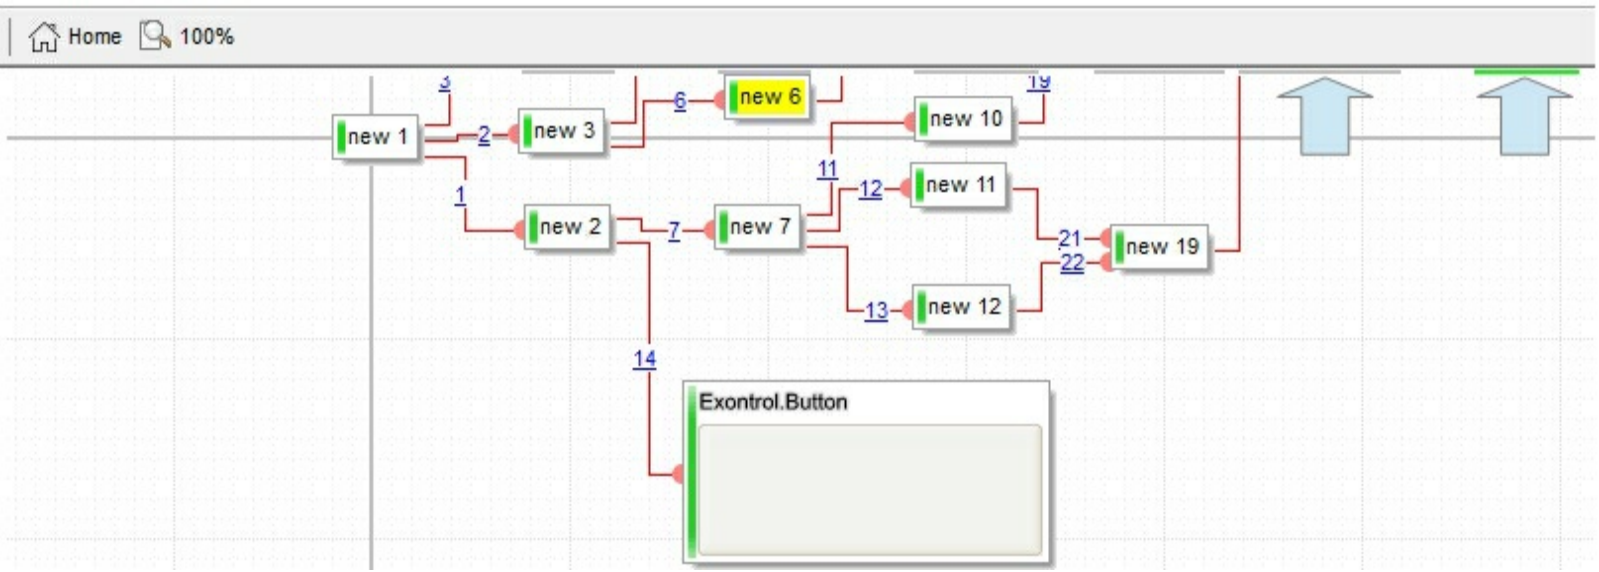 Home 100%
3
19
new 6
6
new 10
new 3
2
new 1
11
12
new 11
1
new 2
7
new 7
21
new 19
22
13
new 12
14
Exontrol.Button